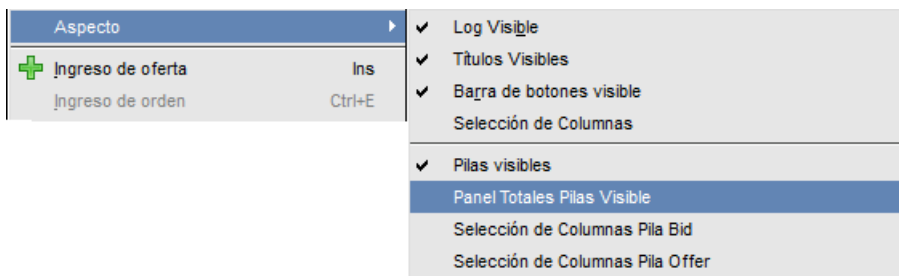 Aspecto
Ingreso de oferta Ins
Ingreso de orden Ctrl+E
Log Visible
Títulos Visibles
Barra de botones visible
Selección de Columnas
Pilas visibles
Panel Totales Pilas Visible
Selección de Columnas Pila Bid
Selección de Columnas Pila Offer